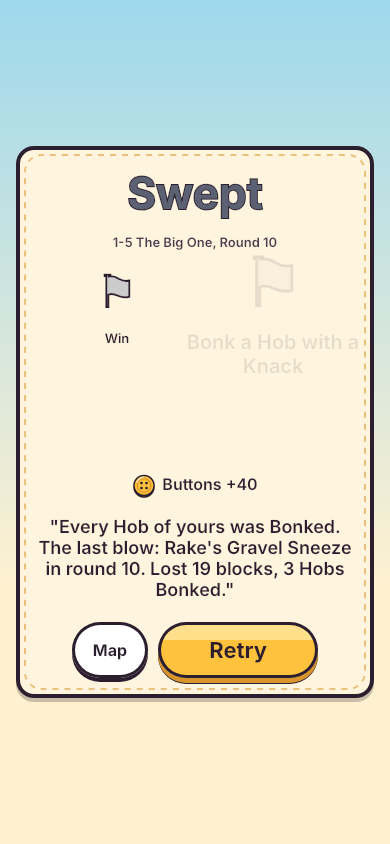 Swept
1-5 The Big One, Round 10
Win
Bonk a Hob with a
Knack
Buttons +40
"Every Hob of yours was Bonked.
The last blow: Rake's Gravel Sneeze
in round 10. Lost 19 blocks, 3 Hobs
Bonked."
Map
Retry